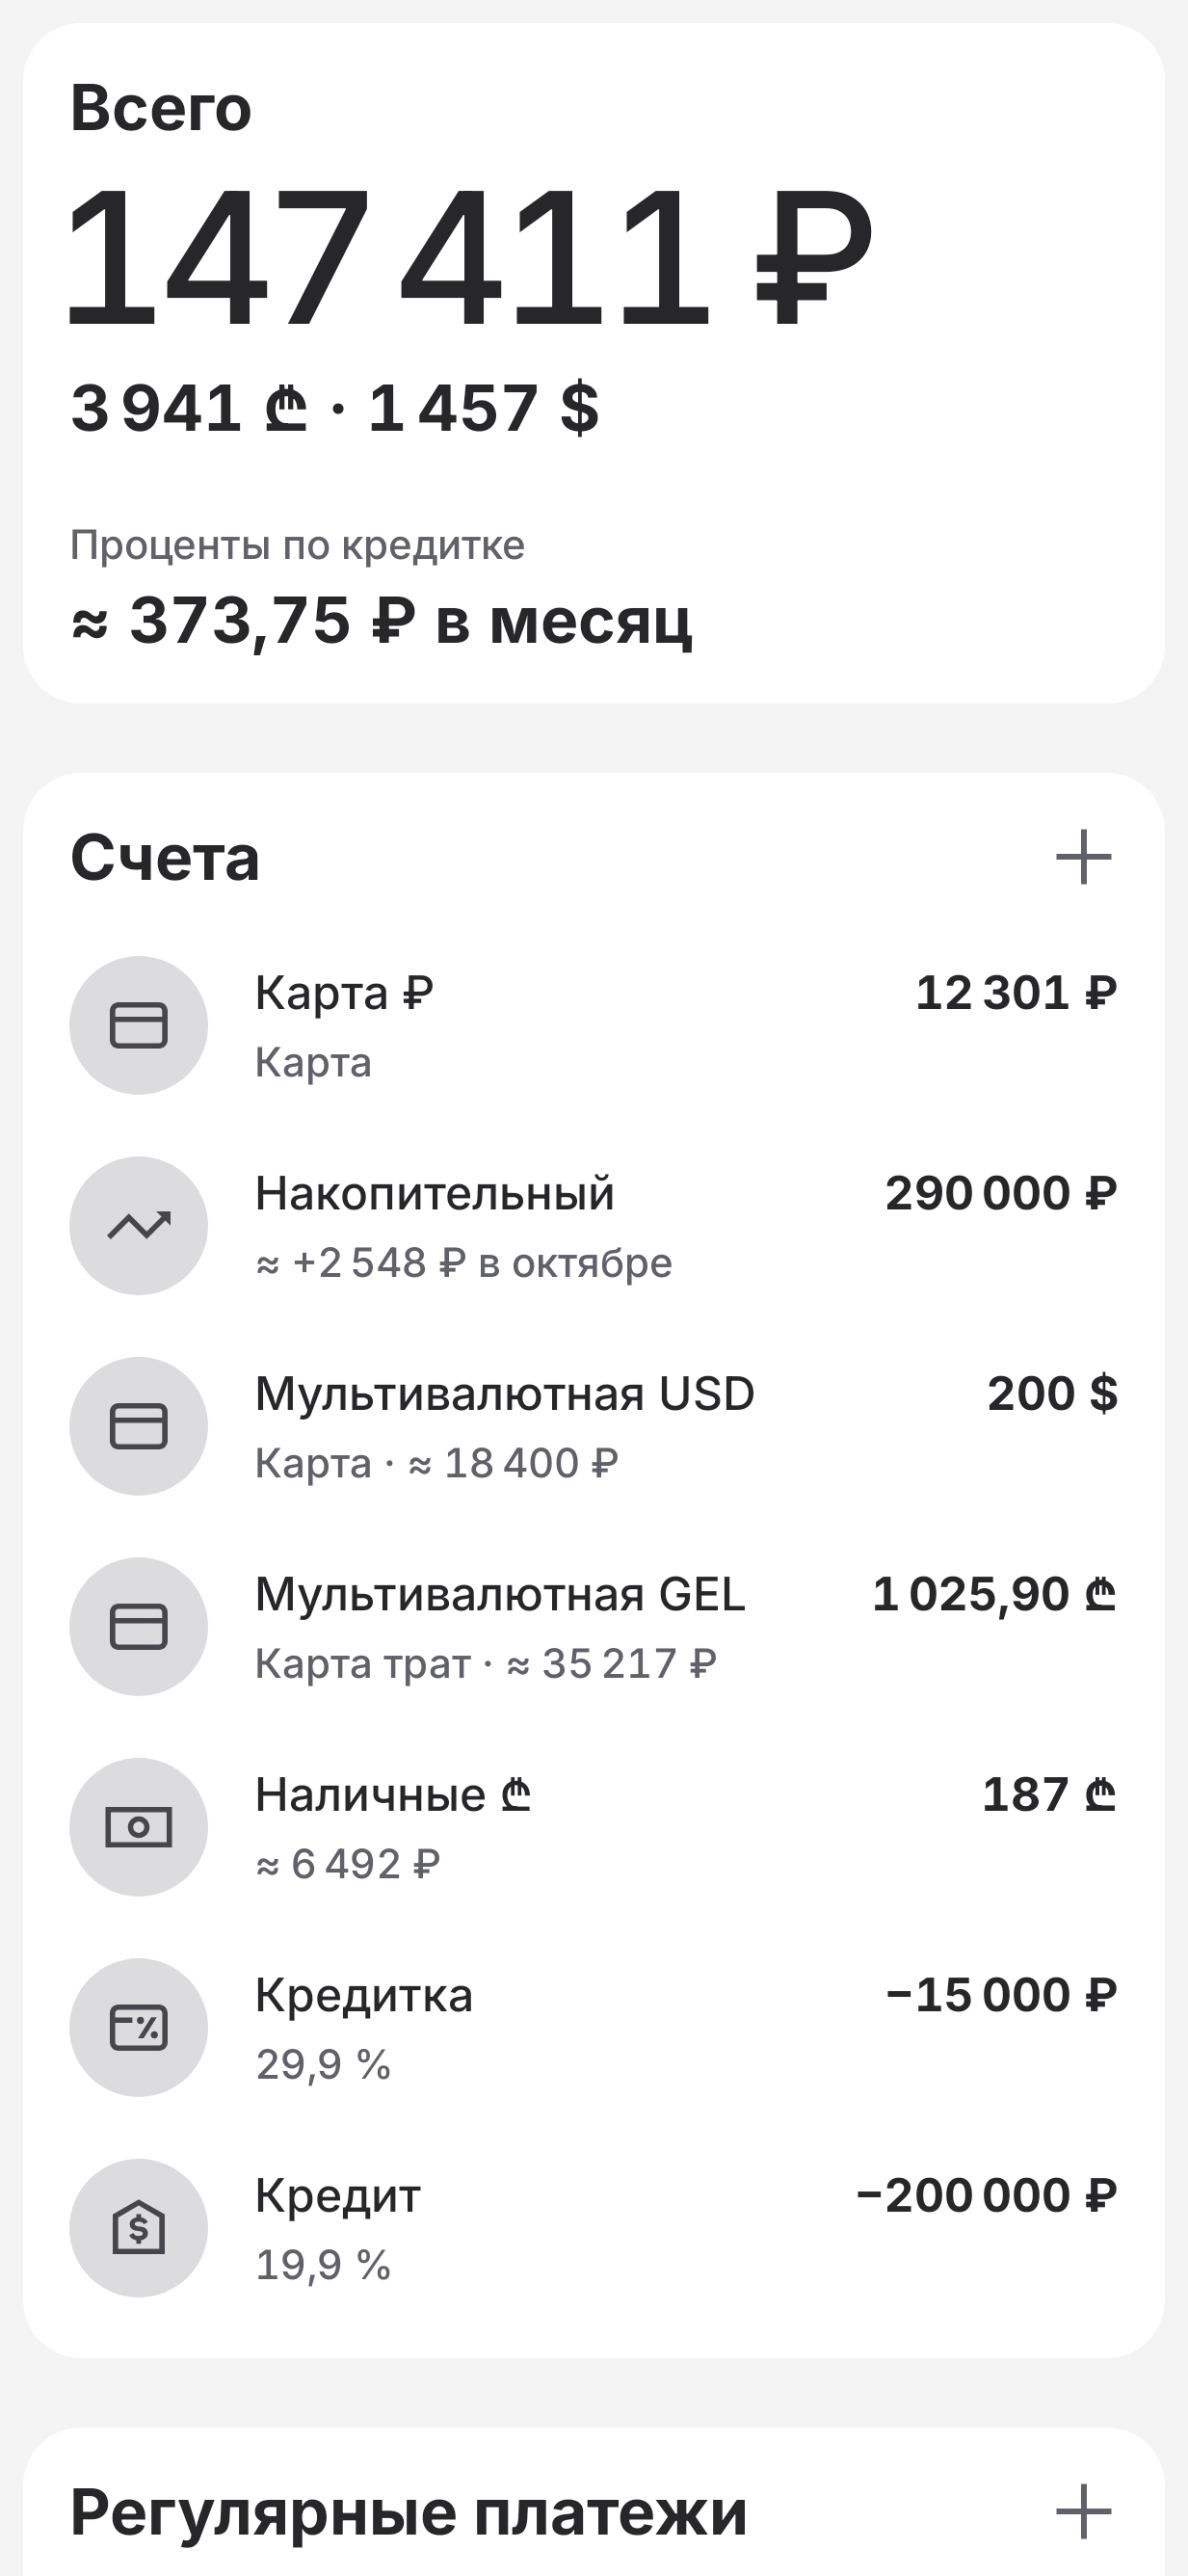 Всего
147 411 ₽
3 941 ₾ · 1 457 $
Проценты по кредитке
≈ 373,75 ₽ в месяц
Счета
Карта ₽
12 301 ₽
Карта
Накопительный
290 000 ₽
≈ +2 548 ₽ в октябре
Мультивалютная USD
200 $
Карта · ≈ 18 400 ₽
Мультивалютная GEL
1 025,90 ₾
Карта трат · ≈ 35 217 ₽
Наличные ₾
187 ₾
≈ 6 492 ₽
Кредитка
−15 000 ₽
29,9 %
Кредит
−200 000 ₽
19,9 %
Регулярные платежи